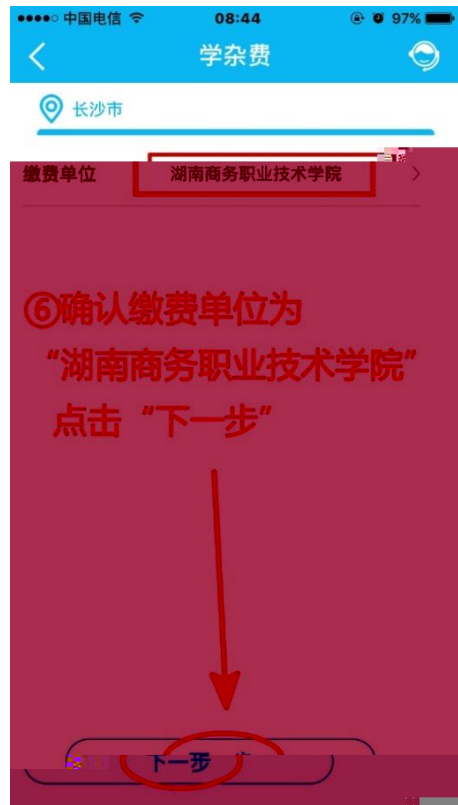 中国电信 08:44 97%
学杂费
长沙市
缴费单位 湖南商务职业技术学院
⑥确认缴费单位为
“湖南商务职业技术学院”
点击“下一步”
下一步